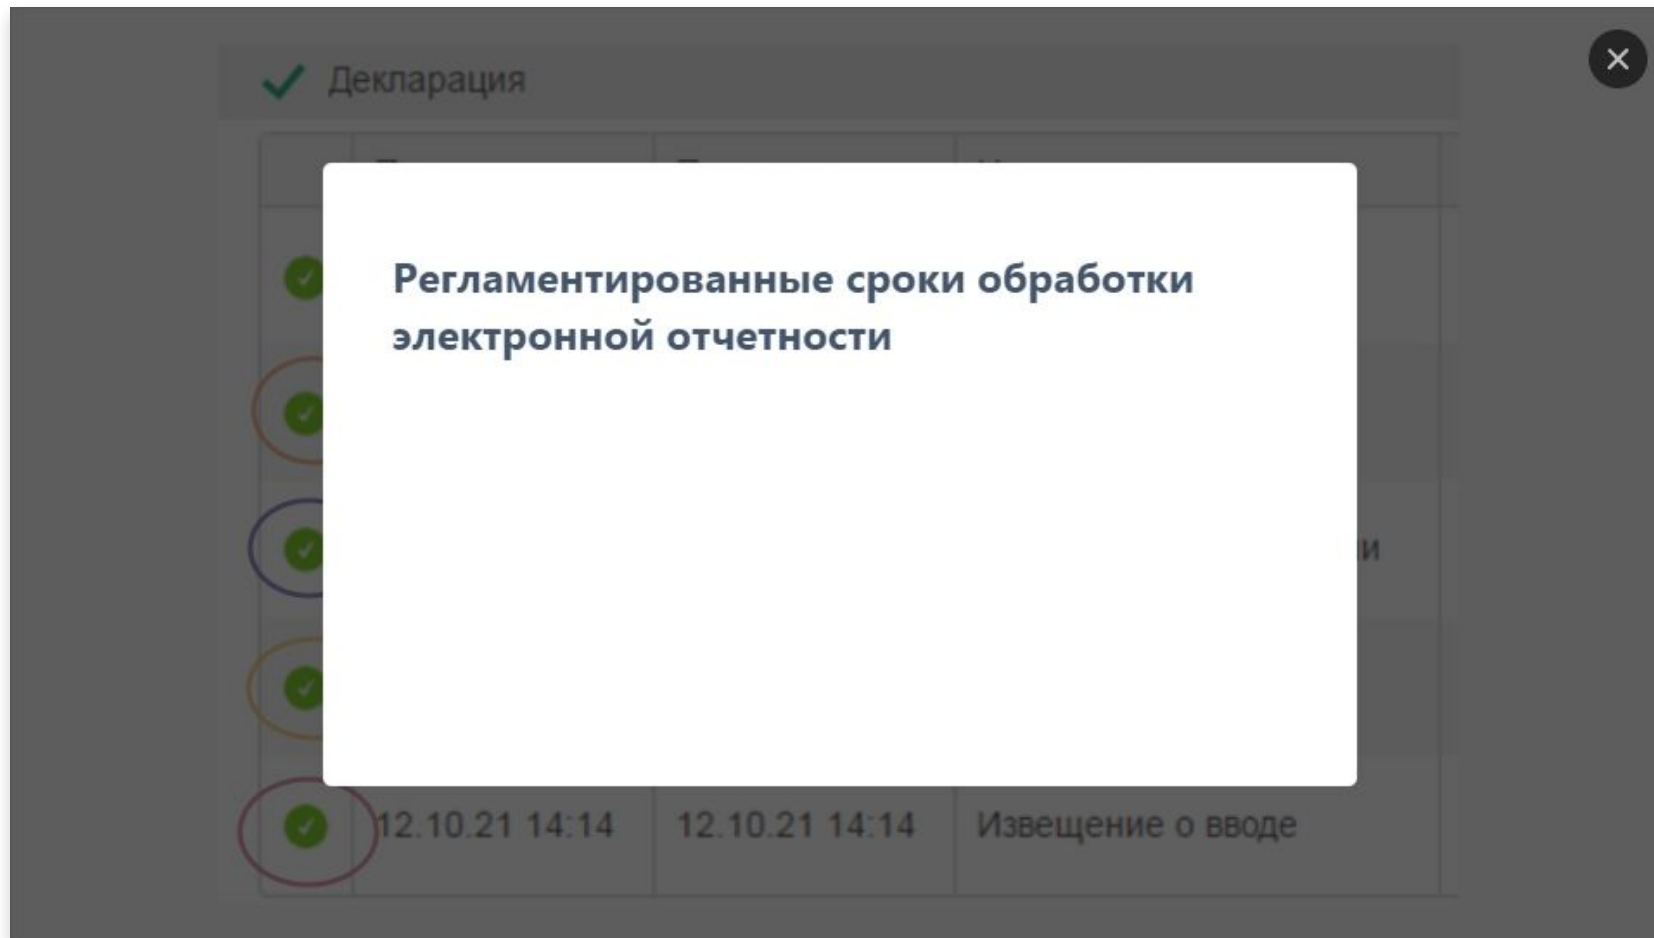 Декларация
Регламентированные сроки обработки
электронной отчетности
и
12.10.21 14:14 12.10.21 14:14 Извещение о вводе